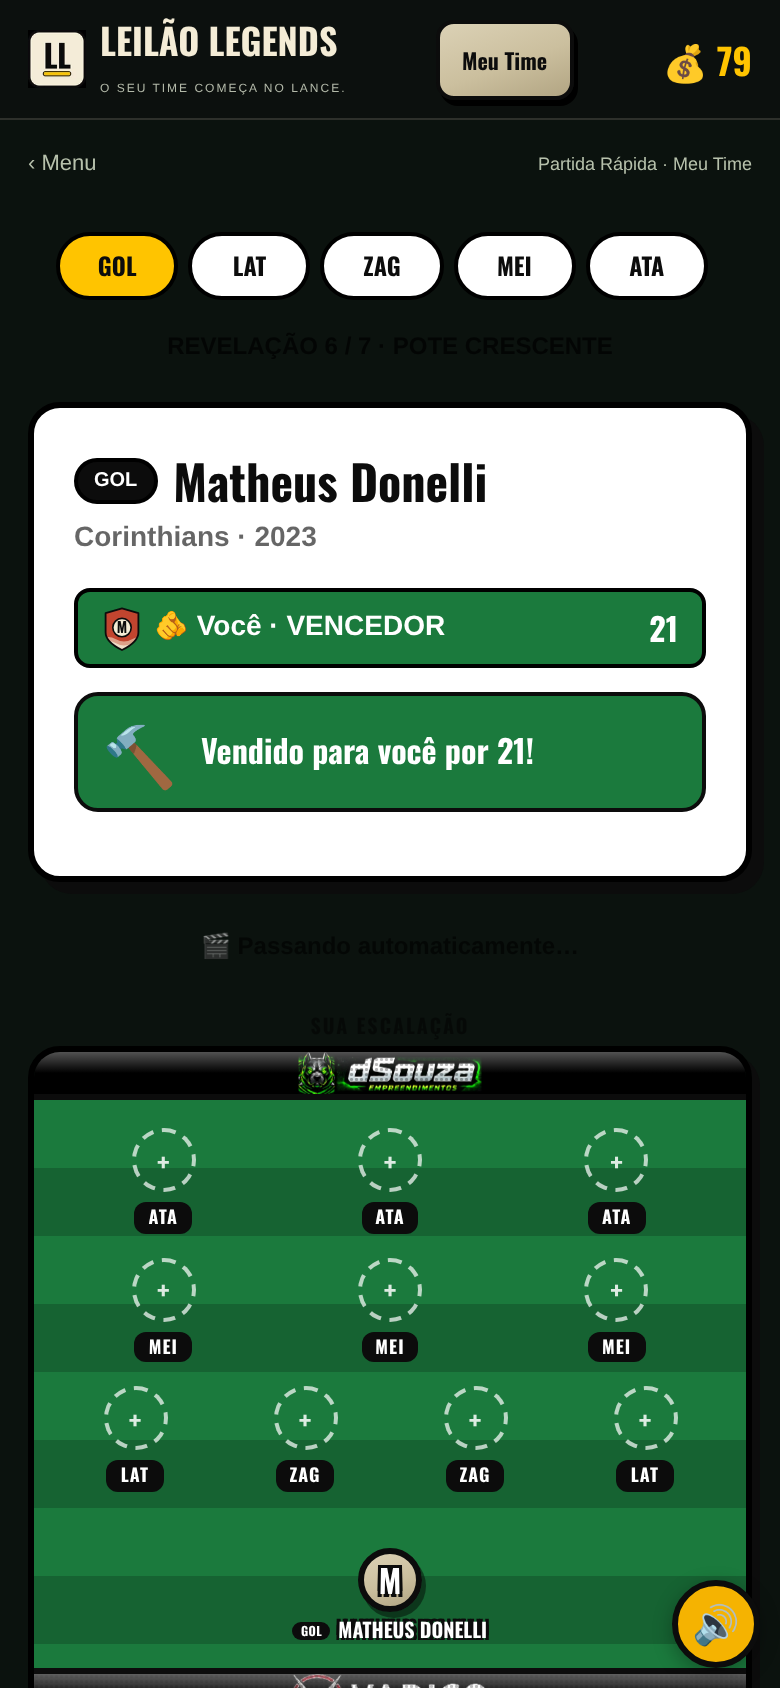 LL
LEILÃO LEGENDS
O SEU TIME COMEÇA NO LANCE.
Meu Time
79
‹ Menu
Partida Rápida · Meu Time
GOL LAT ZAG MEI ATA
REVELAÇÃO 6 / 7 · POTE CRESCENTE
GOL Matheus Donelli
Corinthians · 2023
M Você · VENCEDOR 21
Vendido para você por 21!
Passando automaticamente…
SUA ESCALAÇÃO
dSouza
EMPREENDIMENTOS
+ + +
ATA ATA ATA
+ + +
MEI MEI MEI
+ + + +
LAT ZAG ZAG LAT
M
GOL MATHEUS DONELLI